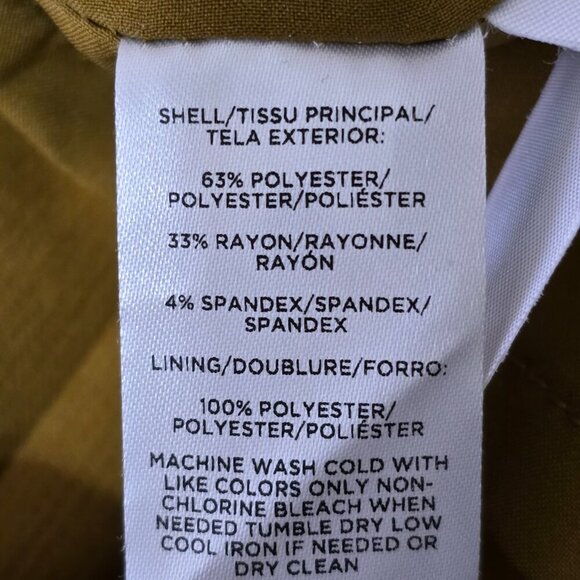 SHELL/TISSU PRINCIPAL/
TELA EXTERIOR:
63% POLYESTER/
POLYESTER/POLIÉSTER
33% RAYON/RAYONNE/
RAYÓN
4% SPANDEX/SPANDEX/
SPANDEX
LINING/DOUBLURE/FORRO:
100% POLYESTER/
POLYESTER/POLIÉSTER
MACHINE WASH COLD WITH
LIKE COLORS ONLY NON-
CHLORINE BLEACH WHEN
NEEDED TUMBLE DRY LOW
COOL IRON IF NEEDED OR
DRY CLEAN